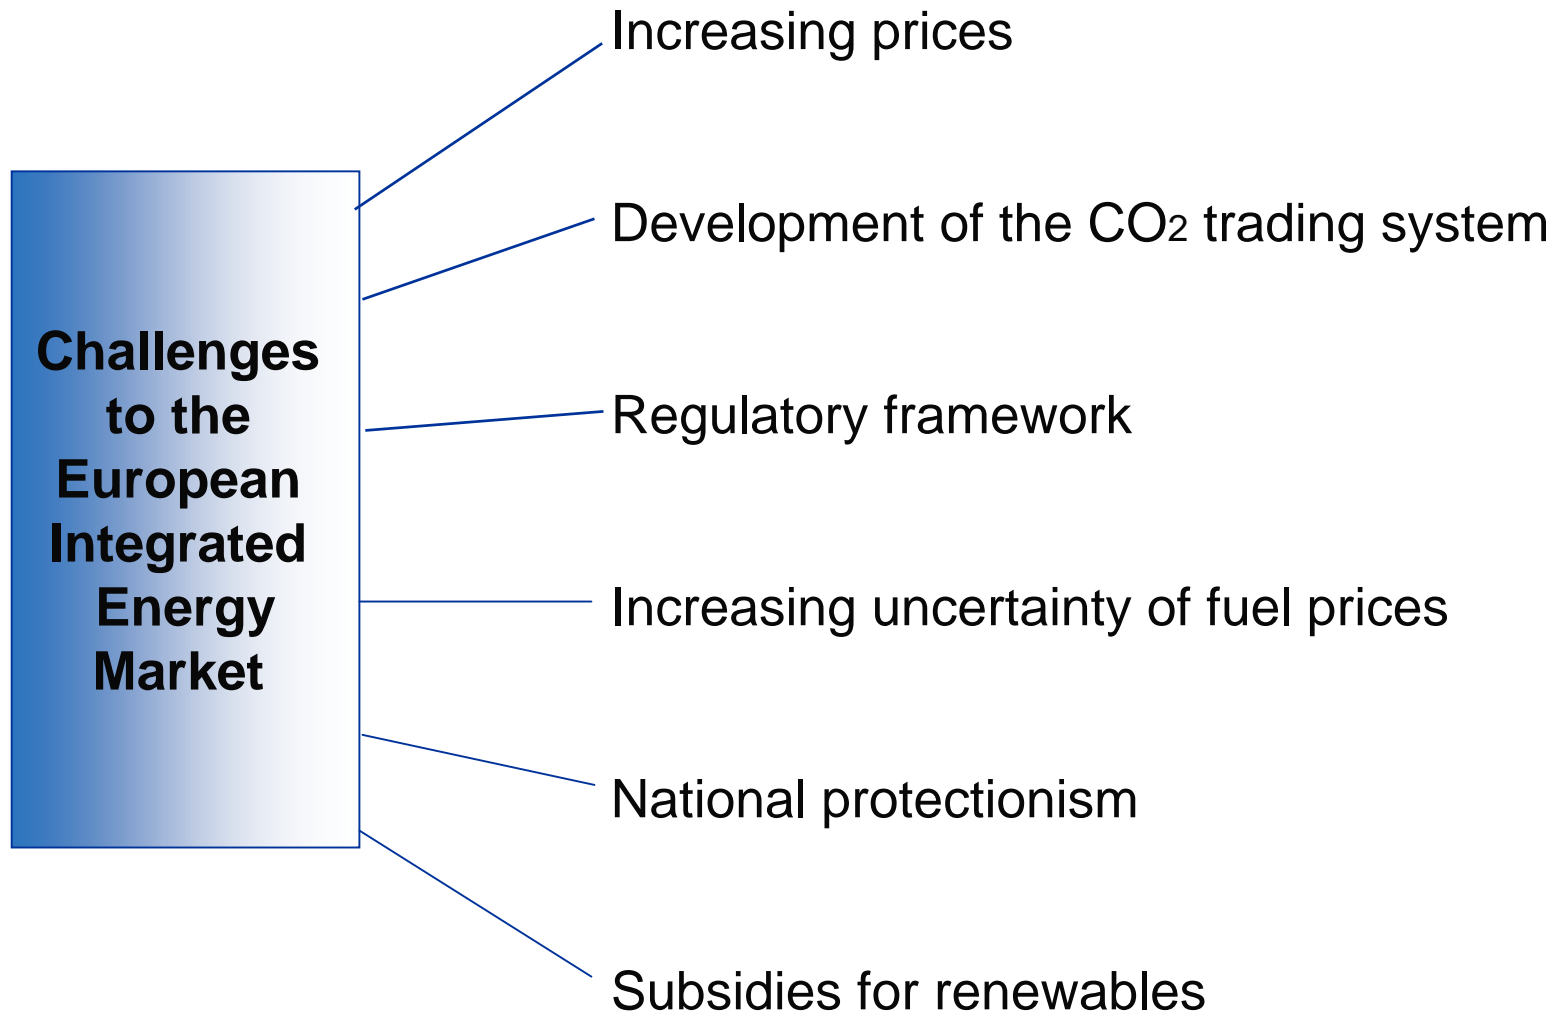 Increasing prices
Development of the CO2 trading system
Challenges
to the
European
Integrated
Energy
Market
Regulatory framework
Increasing uncertainty of fuel prices
National protectionism
Subsidies for renewables